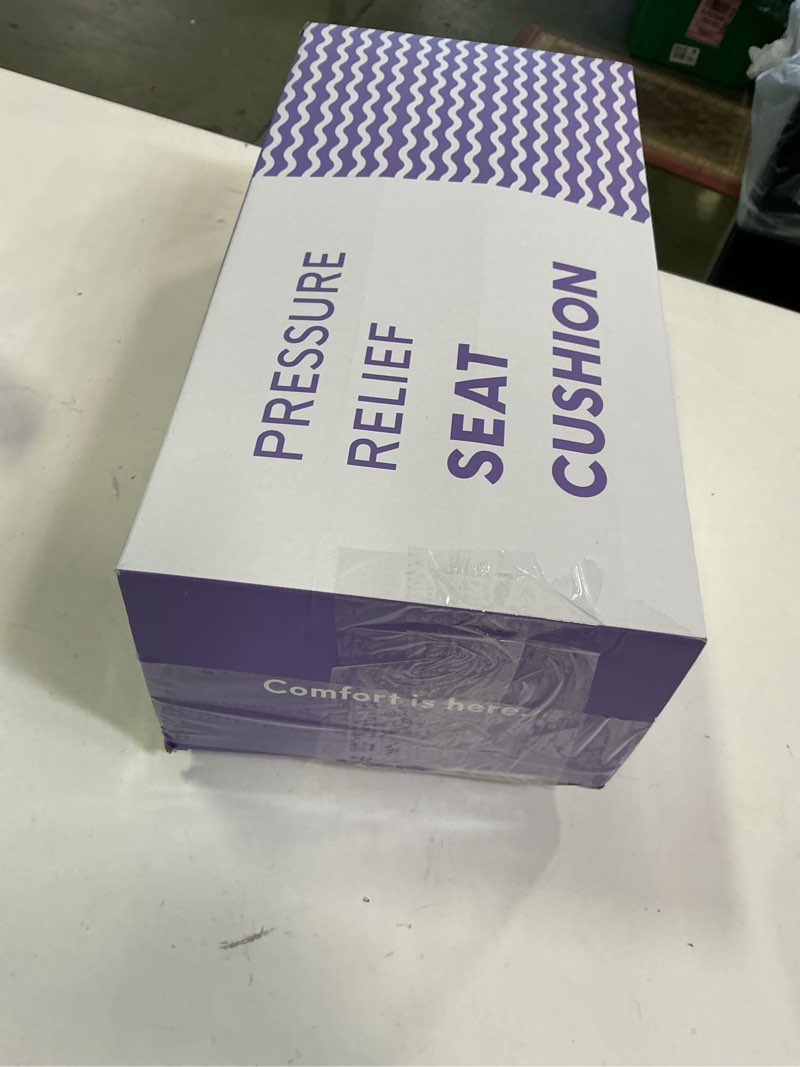 PRESSURE
RELIEF
SEAT
CUSHION
Comfort is here.